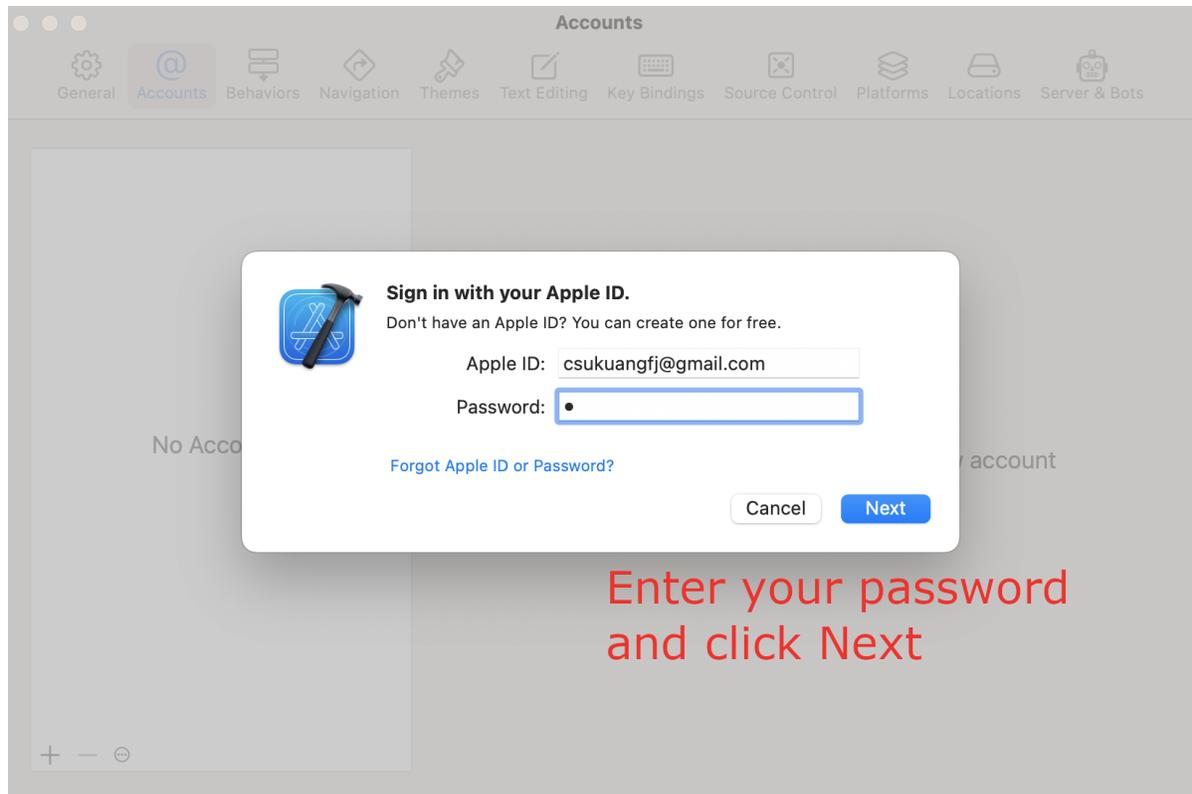 Accounts
General Accounts Behaviors Navigation Themes Text Editing Key Bindings Source Control Platforms Locations Server & Bots
Sign in with your Apple ID.
Don't have an Apple ID? You can create one for free.
Apple ID: csukuangfj@gmail.com
Password: •
No Acco
account
Forgot Apple ID or Password?
Cancel Next
Enter your password
and click Next